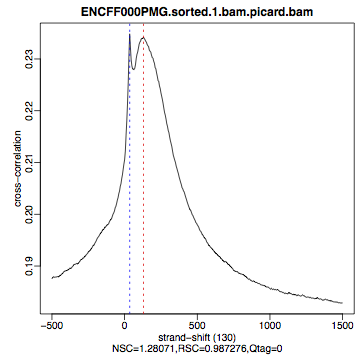 ENCFF000PMG.sorted.1.bam.picard.bam
cross-correlation
0.23
0.22
0.21
0.20
0.19
−500 0 500 1000 1500
strand-shift (130)
NSC=1.28071,RSC=0.987276,Qtag=0